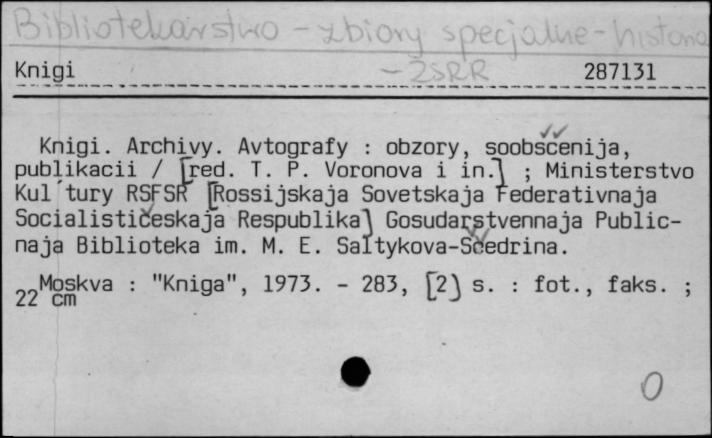 Bibliotekarstwo - zbiory specjalne - historia
- ZSRR
Knigi 287131
Knigi. Archivy. Avtografy : obzory, soobščenija,
publikacii / [red. T. P. Voronova i in.] ; Ministerstvo
Kul'tury RSFSR [Rossijskaja Sovetskaja Federativnaja
Socialističeskaja Respublika] Gosudarstvennaja Public-
naja Biblioteka im. M. E. Saltykova-Ščedrina.
Moskva : "Kniga", 1973. - 283, [2] s. : fot., faks. ;
22 cm
0